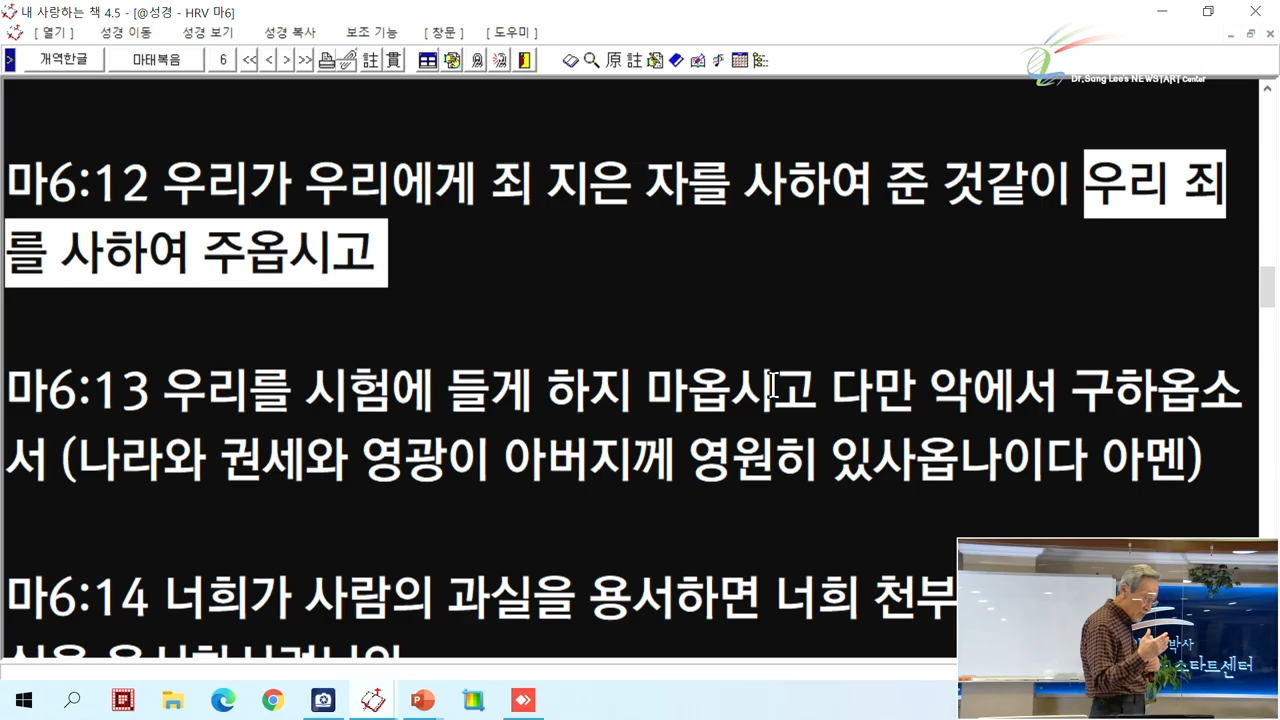 내 사랑하는 책 4.5 - [@성경 - HRV 마6]
[ 열기 ] 성경 이동 성경 보기 성경 복사 보조 기능 [ 창문 ] [ 도우미 ]
개역한글 마태복음 6 << < > >> 註 貫 原 註
Dr.Sang Lee's NEWSTART Center
마6:12 우리가 우리에게 죄 지은 자를 사하여 준 것같이 우리 죄
를 사하여 주옵시고
마6:13 우리를 시험에 들게 하지 마옵시고 다만 악에서 구하옵소
서 (나라와 권세와 영광이 아버지께 영원히 있사옵나이다 아멘)
마6:14 너희가 사람의 과실을 용서하면 너희 천부
박사
스타트센터